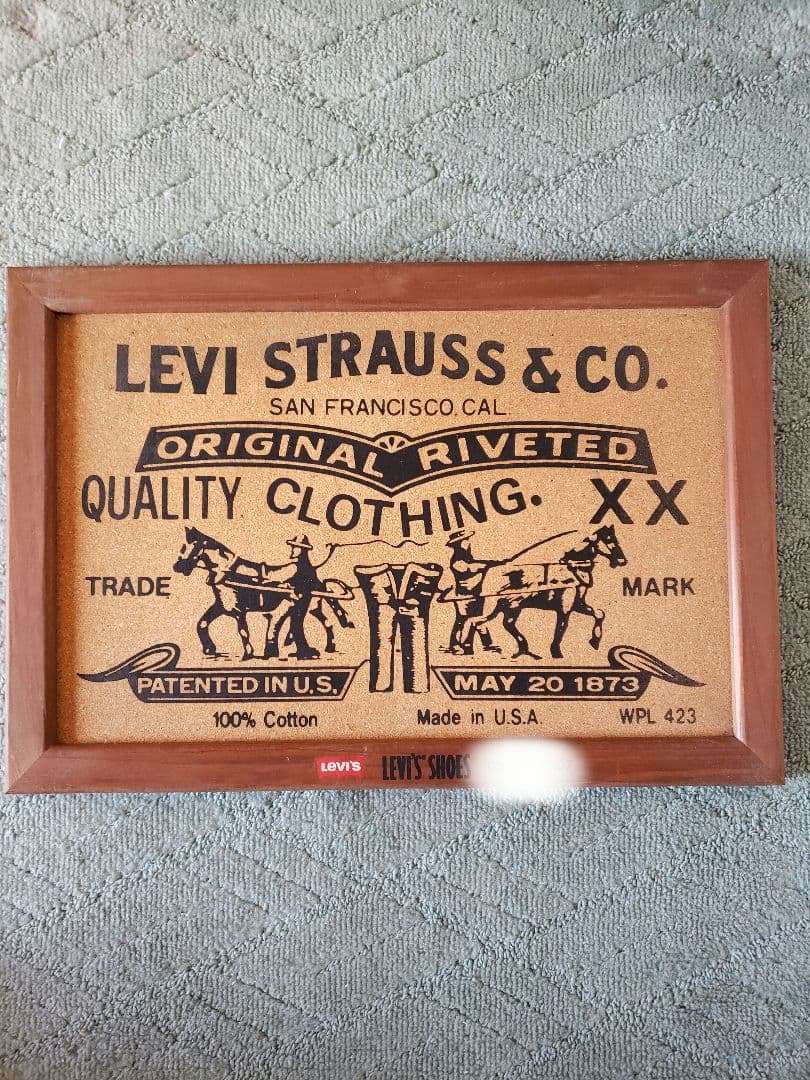 LEVI STRAUSS & CO.
SAN FRANCISCO, CAL.
ORIGINAL RIVETED
QUALITY CLOTHING. XX
TRADE MARK
PATENTED IN U.S. MAY 20 1873
100% Cotton Made in U.S.A. WPL 423
LEVI'S LEVI'S' SHOES